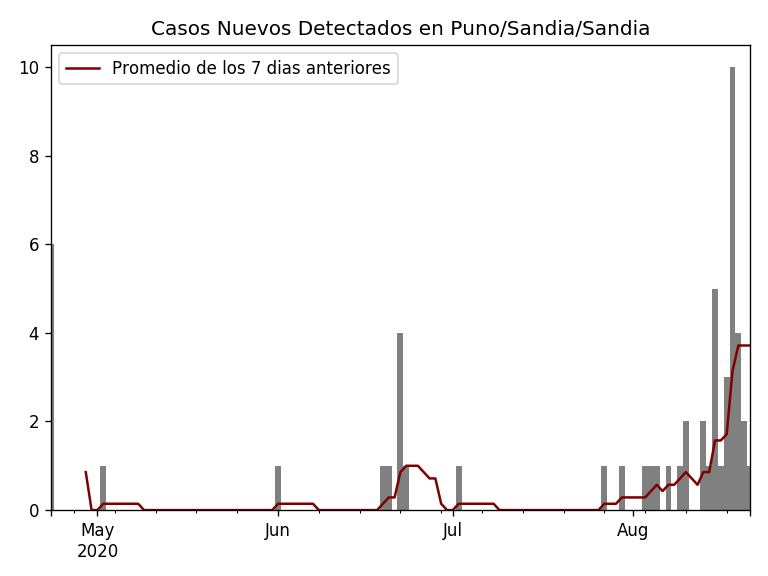 Casos Nuevos Detectados en Puno/Sandia/Sandia
Promedio de los 7 dias anteriores
10
8
6
4
2
0
May Jun Jul Aug
2020